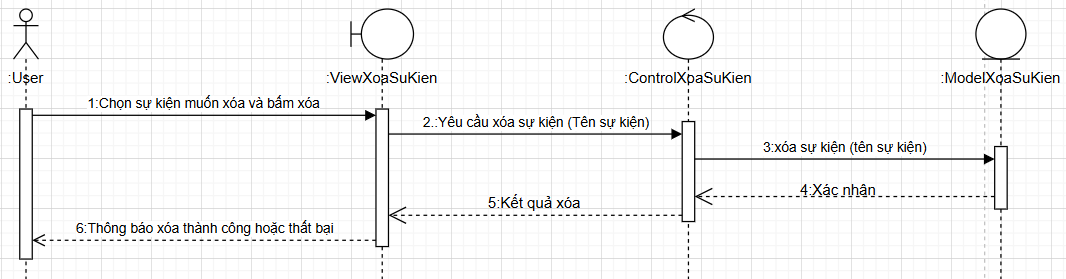 :User
:ViewXoaSuKien
:ControlXoaSuKien
:ModelXoaSuKien
1:Chọn sự kiện muốn xóa và bấm xóa
2.:Yêu cầu xóa sự kiện (Tên sự kiện)
3:xóa sự kiện (tên sự kiện)
4:Xác nhận
5:Kết quả xóa
6:Thông báo xóa thành công hoặc thất bại